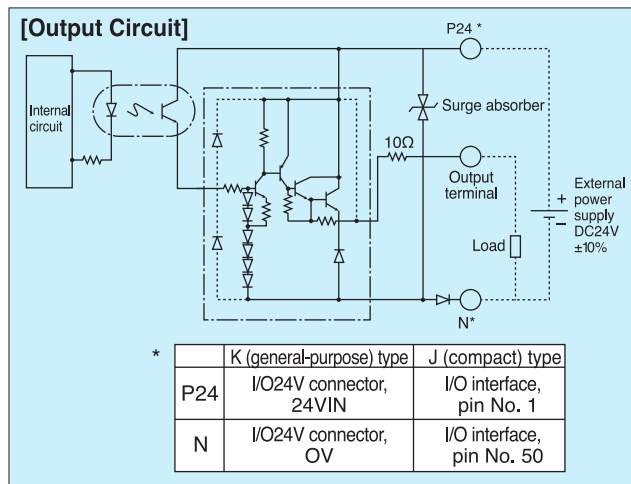 [Output Circuit]
P24 *
Internal
circuit
Surge absorber
10Ω
Output
terminal
External
power
supply
DC24V
±10%
+
−
Load
N*
*
K (general-purpose) type
J (compact) type
P24
I/O24V connector,
24VIN
I/O interface,
pin No. 1
N
I/O24V connector,
OV
I/O interface,
pin No. 50